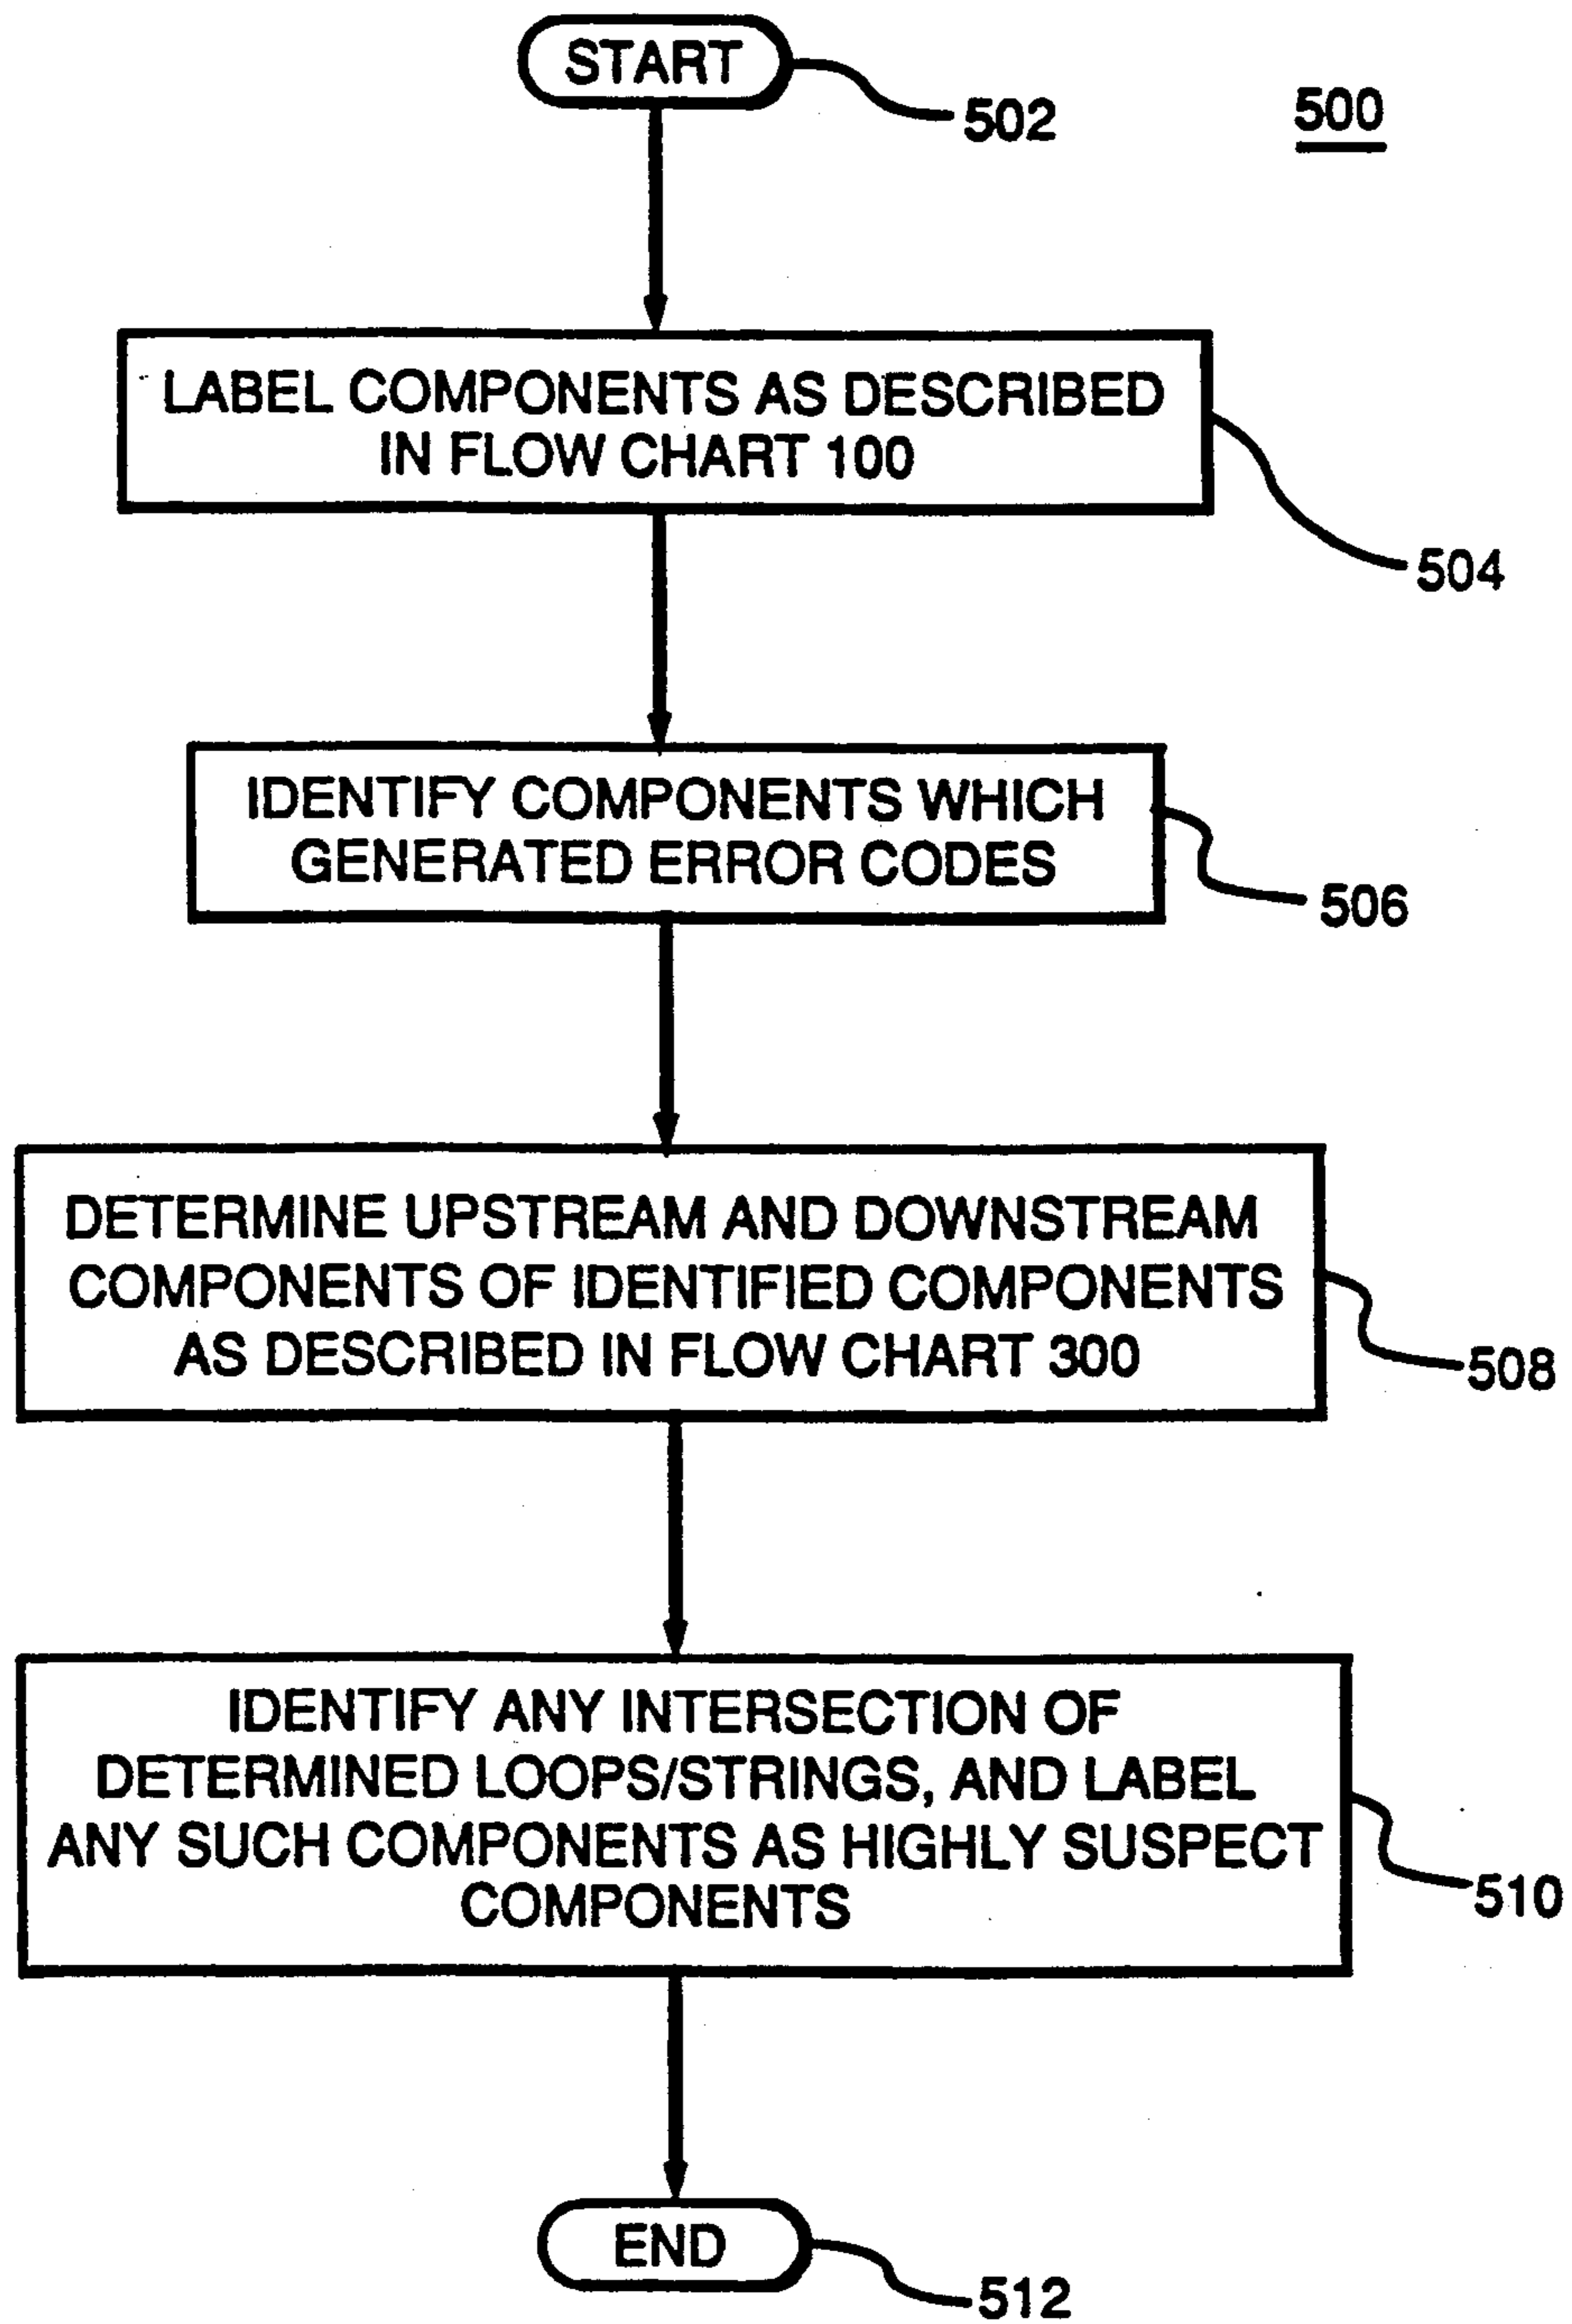 START
502
500
LABEL COMPONENTS AS DESCRIBED
IN FLOW CHART 100
504
IDENTIFY COMPONENTS WHICH
GENERATED ERROR CODES
506
DETERMINE UPSTREAM AND DOWNSTREAM
COMPONENTS OF IDENTIFIED COMPONENTS
AS DESCRIBED IN FLOW CHART 300
508
IDENTIFY ANY INTERSECTION OF
DETERMINED LOOPS/STRINGS, AND LABEL
ANY SUCH COMPONENTS AS HIGHLY SUSPECT
COMPONENTS
510
END
512